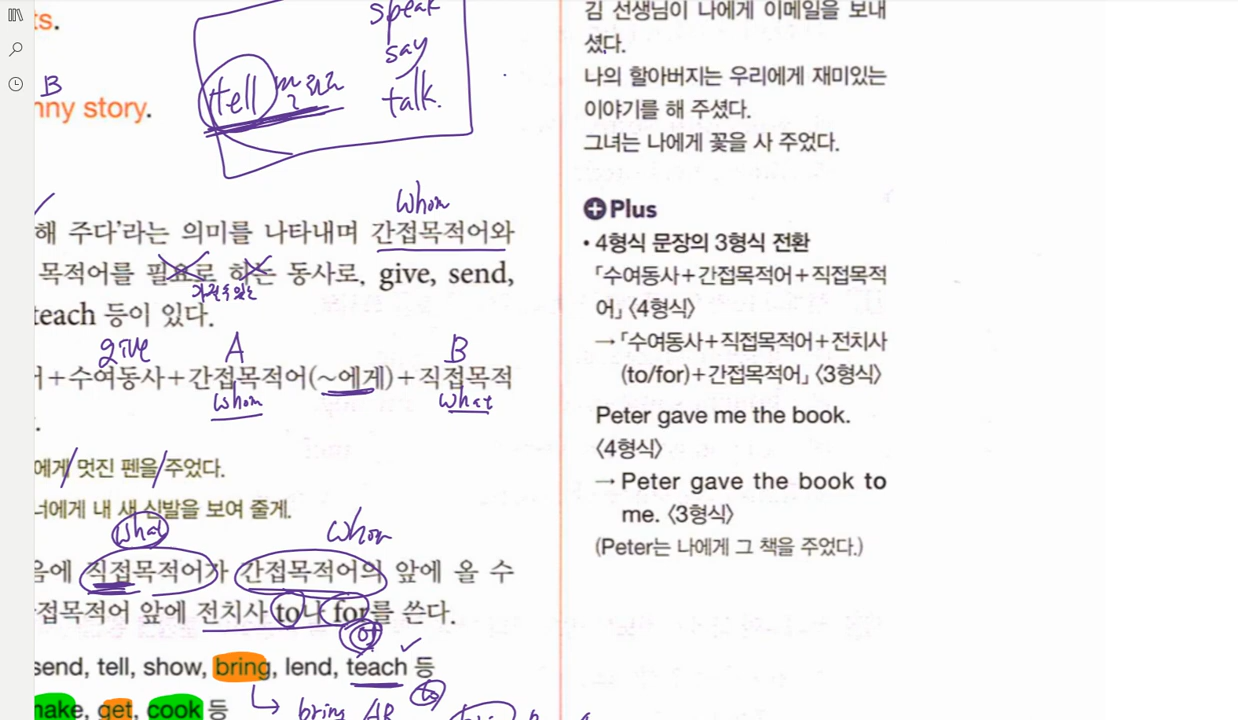 ts.
B
nny story.
speak
say
tell
talk.
whom
해 주다'라는 의미를 나타내며 간접목적어와
목적어를 필요로 하는 동사로, give, send,
teach 등이 있다.
give A B
어+수여동사+간접목적어(~에게)+직접목적
whom what
에게 멋진 펜을 주었다.
너에게 내 새 신발을 보여 줄게.
what whom
음에 직접목적어가 간접목적어의 앞에 올 수
접목적어 앞에 전치사 to나 for를 쓴다.
of
send, tell, show, bring, lend, teach 등
to
make, get, cook 등
bring AB
김 선생님이 나에게 이메일을 보내
셨다.
나의 할아버지는 우리에게 재미있는
이야기를 해 주셨다.
그녀는 나에게 꽃을 사 주었다.
Plus
• 4형식 문장의 3형식 전환
「수여동사+간접목적어+직접목적
어」 〈4형식〉
→ 「수여동사+직접목적어+전치사
(to/for)+간접목적어」 〈3형식〉
Peter gave me the book.
〈4형식〉
→ Peter gave the book to
me. 〈3형식〉
(Peter는 나에게 그 책을 주었다.)